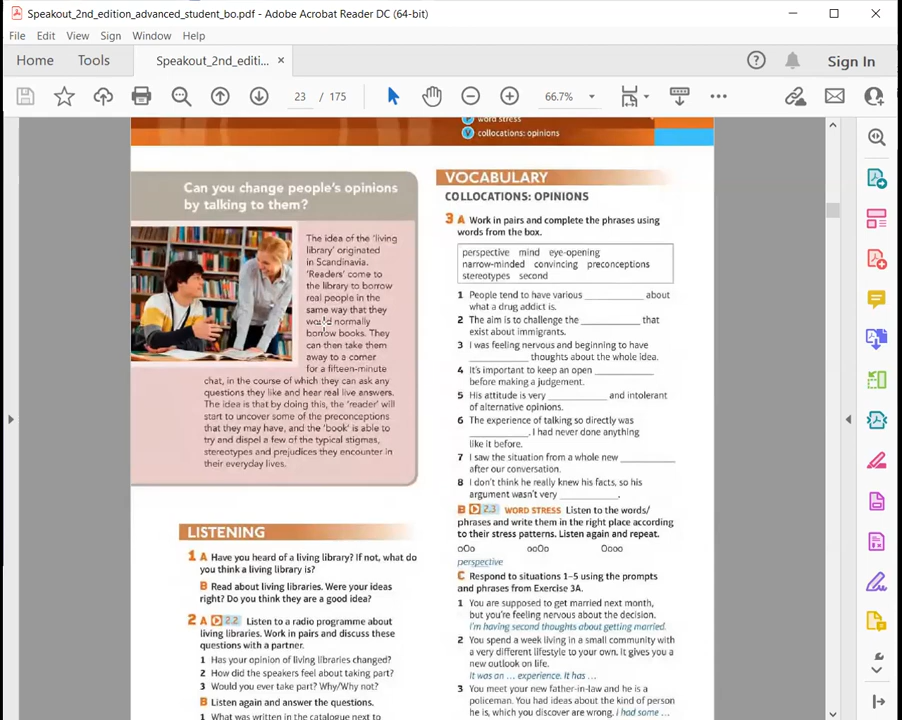 Speakout_2nd_edition_advanced_student_bo.pdf - Adobe Acrobat Reader DC (64-bit)
File Edit View Sign Window Help
Home Tools Speakout_2nd_editi... × Sign In
23 / 175 66.7%
word stress
V collocations: opinions
Can you change people's opinions
by talking to them?
The idea of the 'living
library' originated
in Scandinavia.
'Readers' come to
the library to borrow
real people in the
same way that they
would normally
borrow books. They
can then take them
away to a corner
for a fifteen-minute
chat, in the course of which they can ask any
questions they like and hear real live answers.
The idea is that by doing this, the 'reader' will
start to uncover some of the preconceptions
that they may have, and the 'book' is able to
try and dispel a few of the typical stigmas,
stereotypes and prejudices they encounter in
their everyday lives.
LISTENING
1 A Have you heard of a living library? If not, what do
you think a living library is?
B Read about living libraries. Were your ideas
right? Do you think they are a good idea?
2 A 2.2 Listen to a radio programme about
living libraries. Work in pairs and discuss these
questions with a partner.
1 Has your opinion of living libraries changed?
2 How did the speakers feel about taking part?
3 Would you ever take part? Why/Why not?
B Listen again and answer the questions.
1 What was written in the catalogue next to
VOCABULARY
COLLOCATIONS: OPINIONS
3 A Work in pairs and complete the phrases using
words from the box.
perspective mind eye-opening
narrow-minded convincing preconceptions
stereotypes second
1 People tend to have various ____________ about
what a drug addict is.
2 The aim is to challenge the ____________ that
exist about immigrants.
3 I was feeling nervous and beginning to have
____________ thoughts about the whole idea.
4 It's important to keep an open ____________
before making a judgement.
5 His attitude is very ____________ and intolerant
of alternative opinions.
6 The experience of talking so directly was
____________. I had never done anything
like it before.
7 I saw the situation from a whole new ____________
after our conversation.
8 I don't think he really knew his facts, so his
argument wasn't very ____________.
B 2.3 WORD STRESS Listen to the words/
phrases and write them in the right place according
to their stress patterns. Listen again and repeat.
oOo ooOo Oooo
perspective
C Respond to situations 1–5 using the prompts
and phrases from Exercise 3A.
1 You are supposed to get married next month,
but you're feeling nervous about the decision.
I'm having second thoughts about getting married.
2 You spend a week living in a small community with
a very different lifestyle to your own. It gives you a
new outlook on life.
It was an ... experience. It has ...
3 You meet your new father-in-law and he is a
policeman. You had ideas about the kind of person
he is, which you discover are wrong. I had some ...